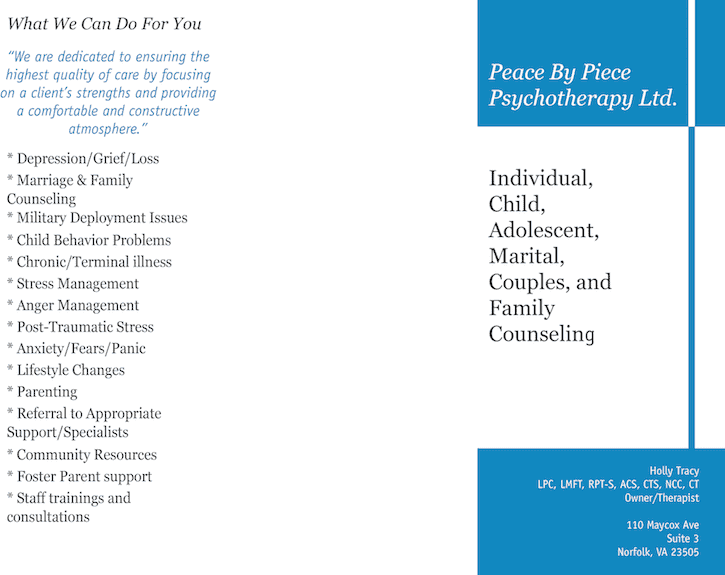 What We Can Do For You
“We are dedicated to ensuring the
highest quality of care by focusing
on a client’s strengths and providing
a comfortable and constructive
atmosphere.”
* Depression/Grief/Loss
* Marriage & Family
Counseling
* Military Deployment Issues
* Child Behavior Problems
* Chronic/Terminal illness
* Stress Management
* Anger Management
* Post-Traumatic Stress
* Anxiety/Fears/Panic
* Lifestyle Changes
* Parenting
* Referral to Appropriate
Support/Specialists
* Community Resources
* Foster Parent support
* Staff trainings and
consultations
Peace By Piece
Psychotherapy Ltd.
Individual,
Child,
Adolescent,
Marital,
Couples, and
Family
Counseling
Holly Tracy
LPC, LMFT, RPT-S, ACS, CTS, NCC, CT
Owner/Therapist
110 Maycox Ave
Suite 3
Norfolk, VA 23505